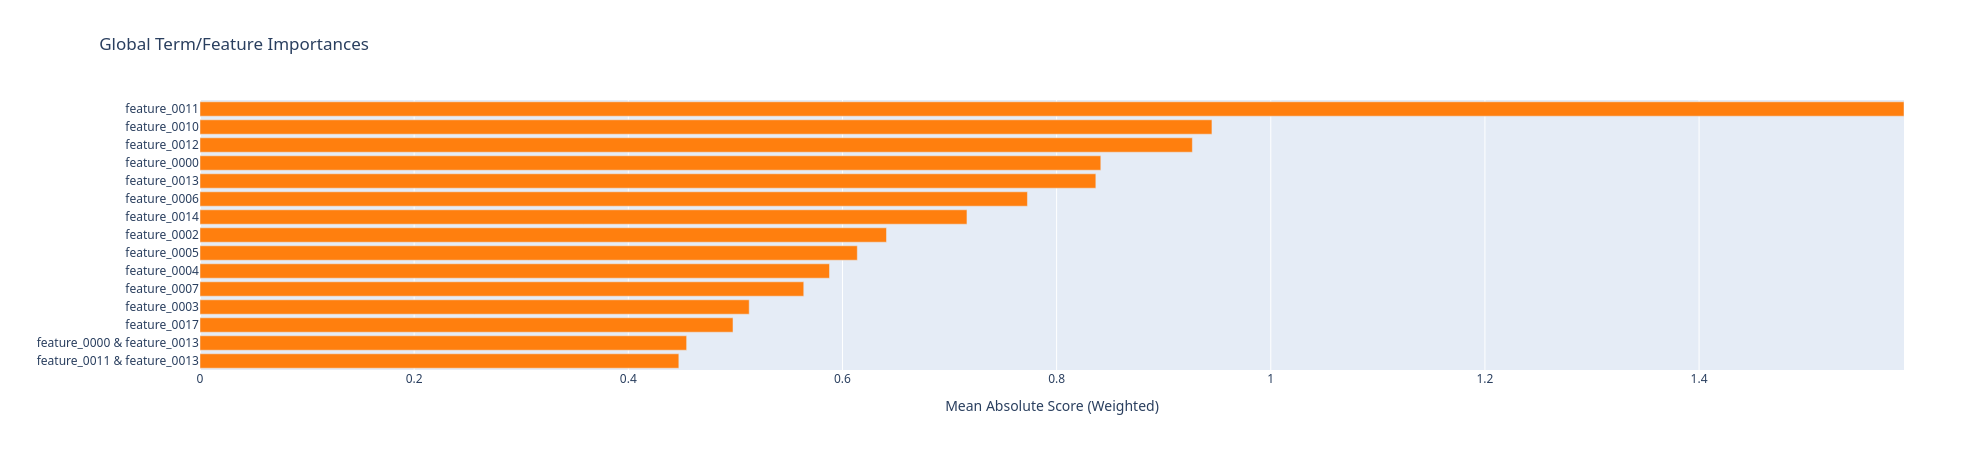 Global Term/Feature Importances
feature_0011
feature_0010
feature_0012
feature_0000
feature_0013
feature_0006
feature_0014
feature_0002
feature_0005
feature_0004
feature_0007
feature_0003
feature_0017
feature_0000 & feature_0013
feature_0011 & feature_0013
0 0.2 0.4 0.6 0.8 1 1.2 1.4
Mean Absolute Score (Weighted)